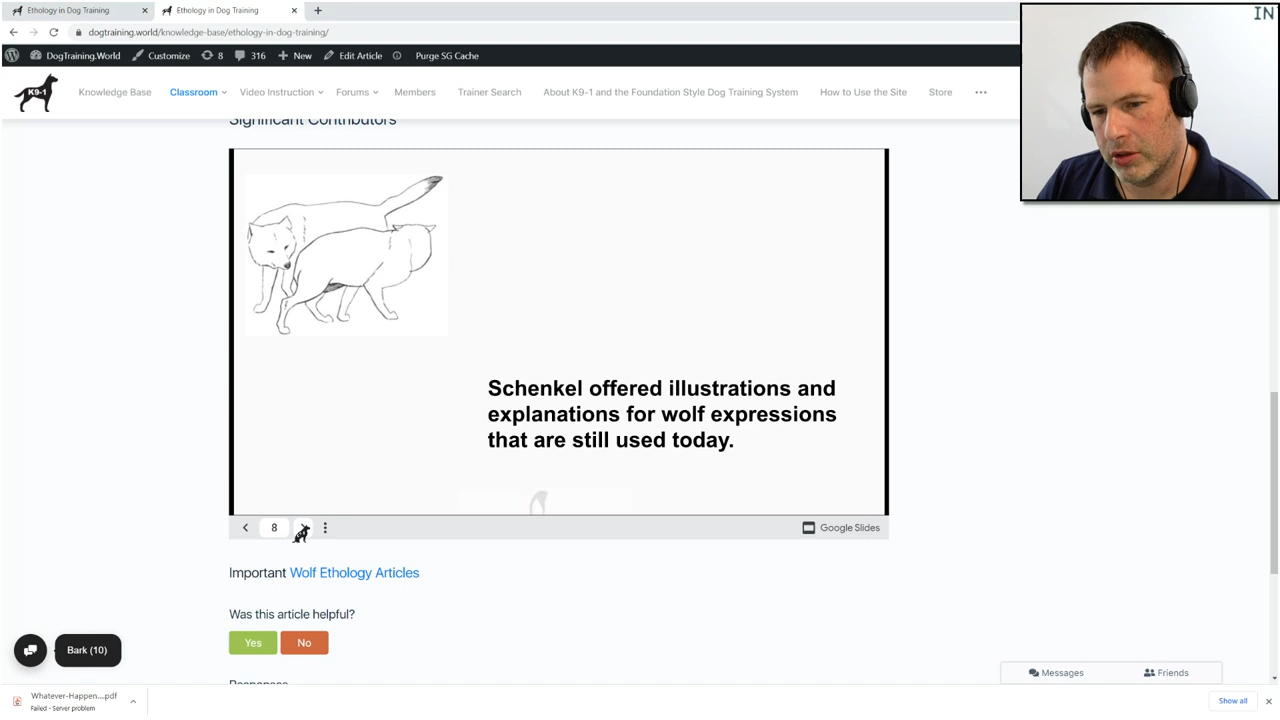 Ethology in Dog Training
Ethology in Dog Training
dogtraining.world/knowledge-base/ethology-in-dog-training/
DogTraining.World Customize 8 316 New Edit Article Purge SG Cache
IN
K9-1
Knowledge Base Classroom Video Instruction Forums Members Trainer Search About K9-1 and the Foundation Style Dog Training System How to Use the Site Store
Significant Contributors
Schenkel offered illustrations and
explanations for wolf expressions
that are still used today.
8
Google Slides
Important Wolf Ethology Articles
Was this article helpful?
Yes No
Bark (10)
Messages Friends
Whatever-Happen....pdf
Failed - Server problem
Show all